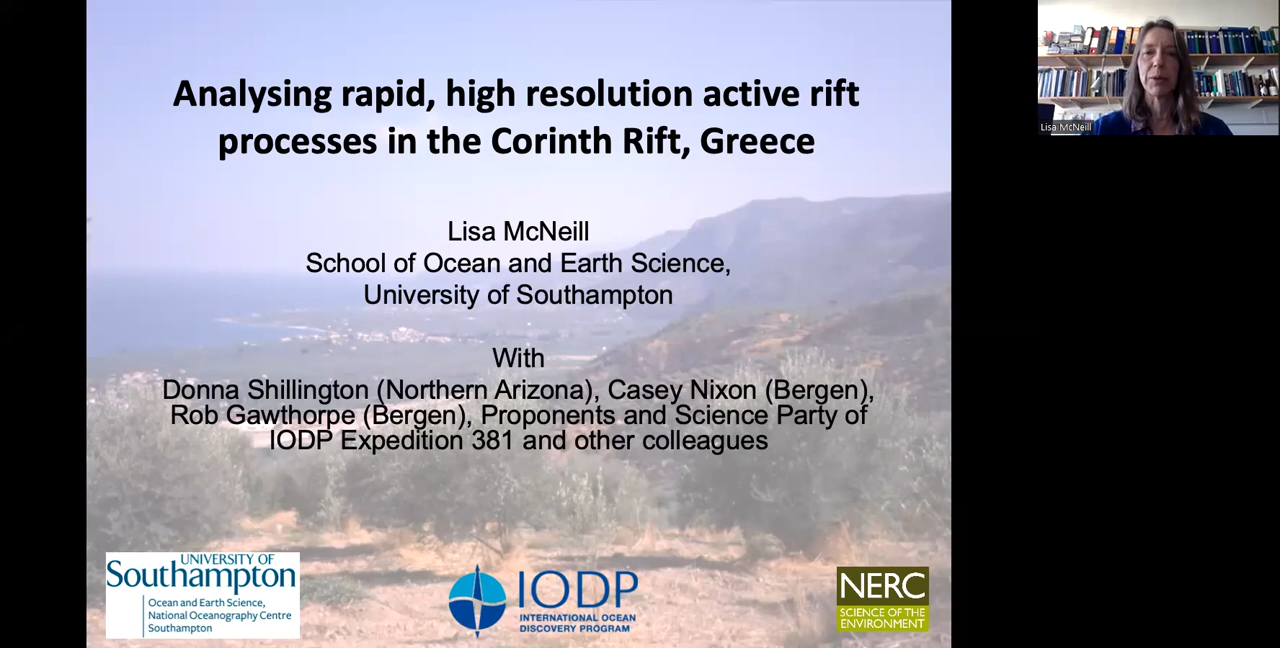 Analysing rapid, high resolution active rift
processes in the Corinth Rift, Greece
Lisa McNeill
School of Ocean and Earth Science,
University of Southampton
With
Donna Shillington (Northern Arizona), Casey Nixon (Bergen),
Rob Gawthorpe (Bergen), Proponents and Science Party of
IODP Expedition 381 and other colleagues
UNIVERSITY OF
Southampton
Ocean and Earth Science,
National Oceanography Centre
Southampton
IODP
INTERNATIONAL OCEAN
DISCOVERY PROGRAM
NERC
SCIENCE OF THE
ENVIRONMENT
Lisa McNeill